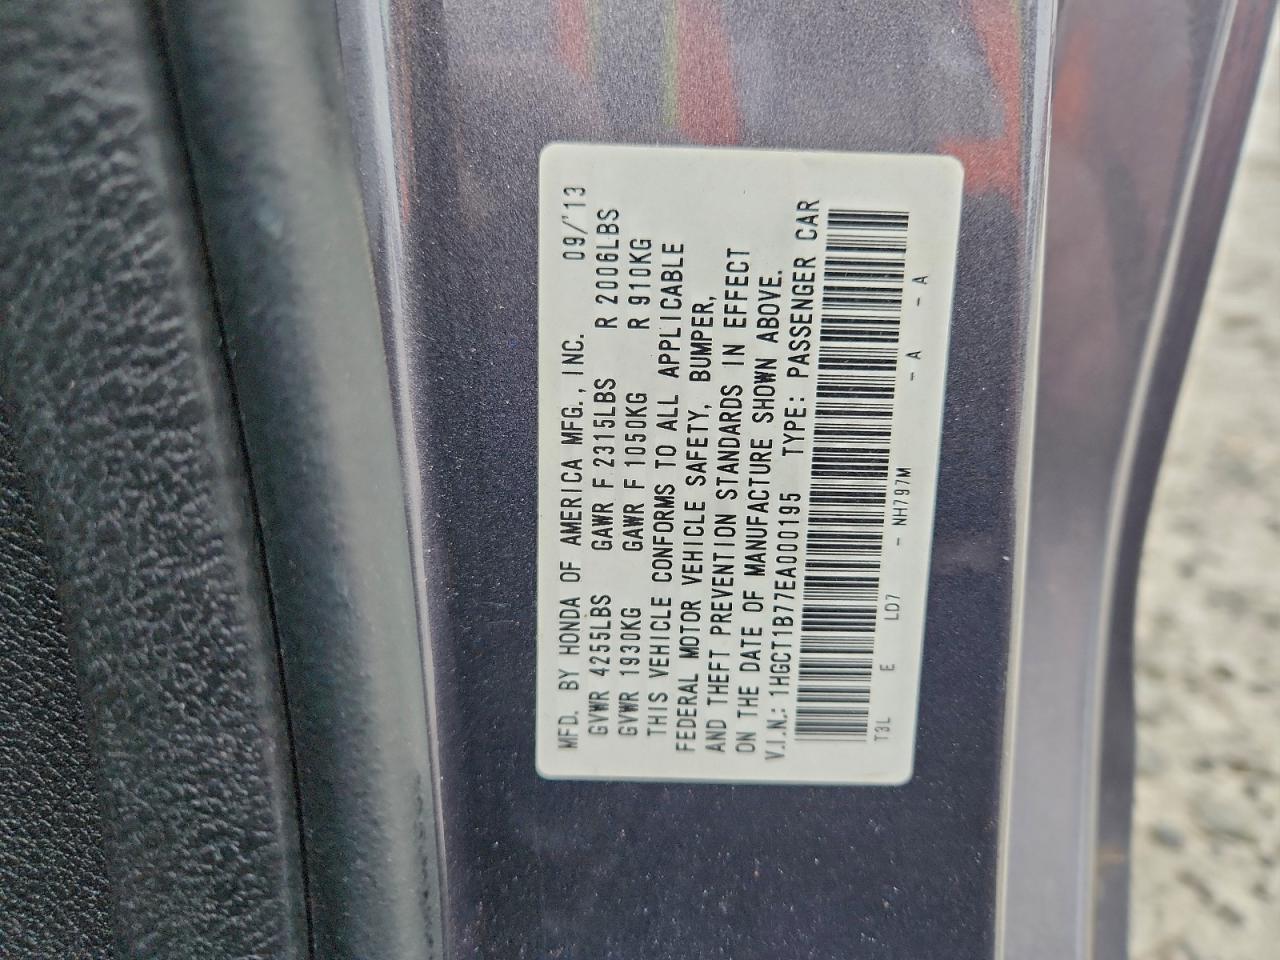 MFD. BY HONDA OF AMERICA MFG., INC. 09/'13
GVWR 4255LBS GAWR F 2315LBS R 2006LBS
GVWR 1930KG GAWR F 1050KG R 910KG
THIS VEHICLE CONFORMS TO ALL APPLICABLE
FEDERAL MOTOR VEHICLE SAFETY, BUMPER,
AND THEFT PREVENTION STANDARDS IN EFFECT
ON THE DATE OF MANUFACTURE SHOWN ABOVE.
V.I.N.: 1HGCT1B77EA000195 TYPE: PASSENGER CAR
T3L E LD7 - NH797M - A - A